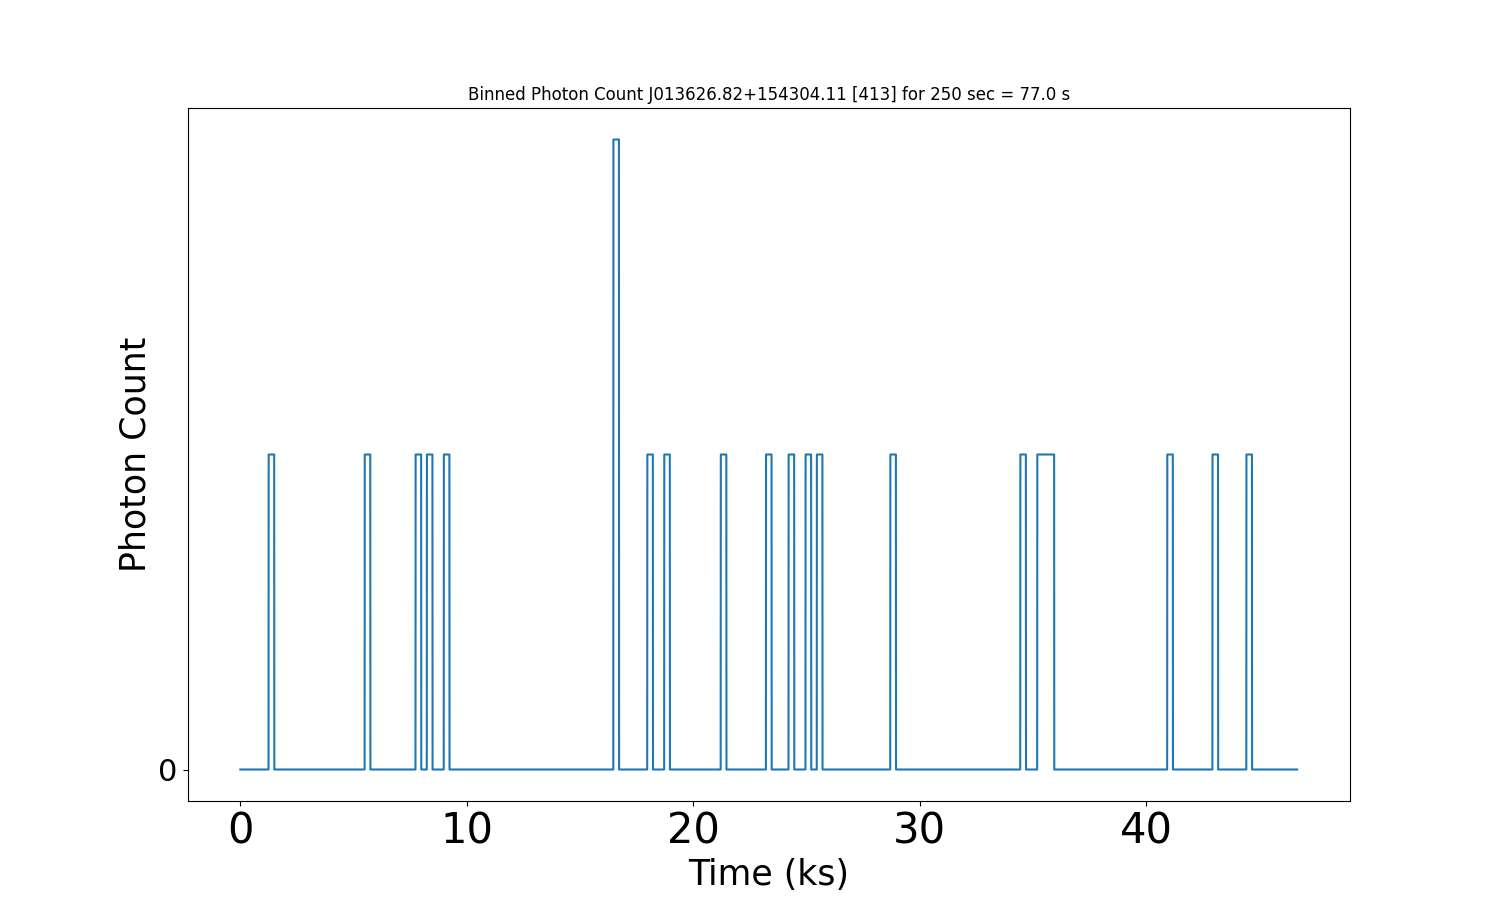 Binned Photon Count J013626.82+154304.11 [413] for 250 sec = 77.0 s
Photon Count
0
0 10 20 30 40
Time (ks)